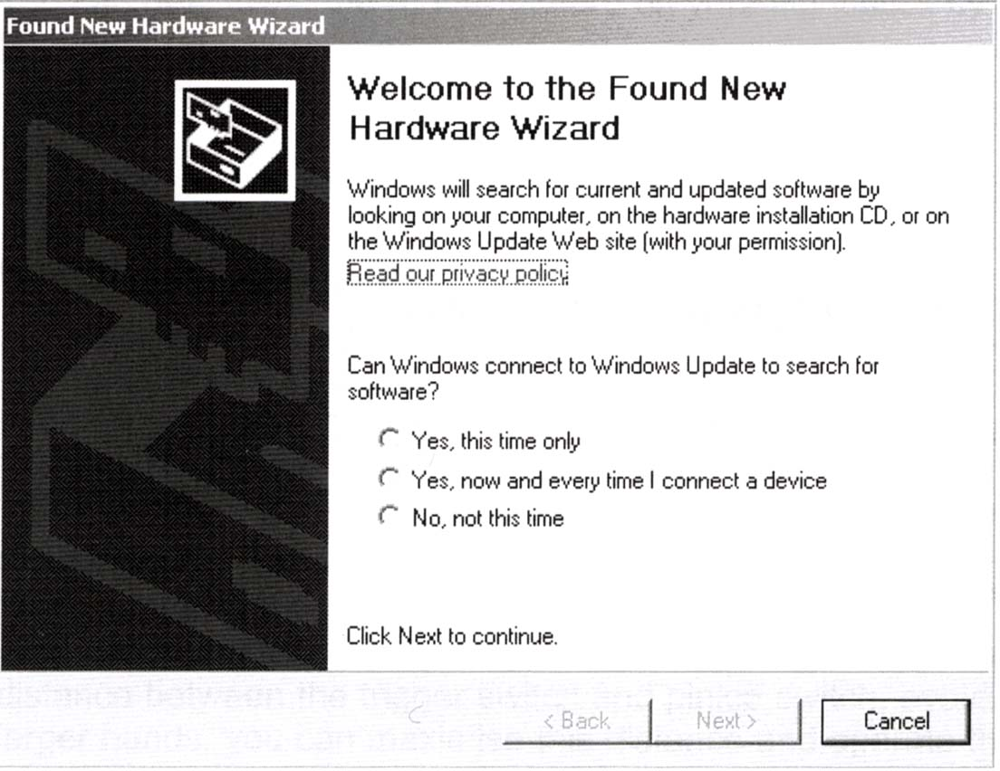 Found New Hardware Wizard
Welcome to the Found New
Hardware Wizard
Windows will search for current and updated software by
looking on your computer, on the hardware installation CD, or on
the Windows Update Web site (with your permission).
Read our privacy policy
Can Windows connect to Windows Update to search for
software?
Yes, this time only
Yes, now and every time I connect a device
No, not this time
Click Next to continue.
< Back
Next >
Cancel